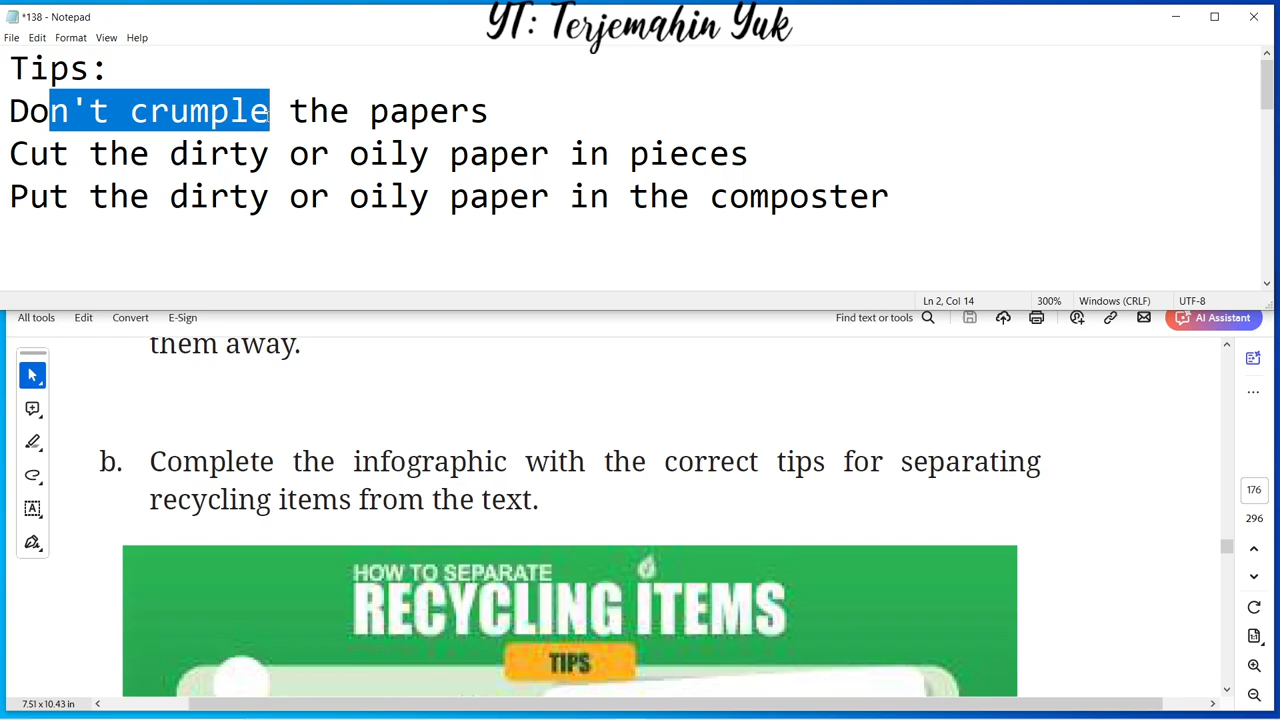 *138 - Notepad
YT: Terjemahin Yuk
File Edit Format View Help
Tips:
Don't crumple the papers
Cut the dirty or oily paper in pieces
Put the dirty or oily paper in the composter
Ln 2, Col 14 300% Windows (CRLF) UTF-8
All tools Edit Convert E-Sign Find text or tools AI Assistant
them away.
b. Complete the infographic with the correct tips for separating
recycling items from the text.
176
296
HOW TO SEPARATE
RECYCLING ITEMS
TIPS
7.51 x 10.43 in